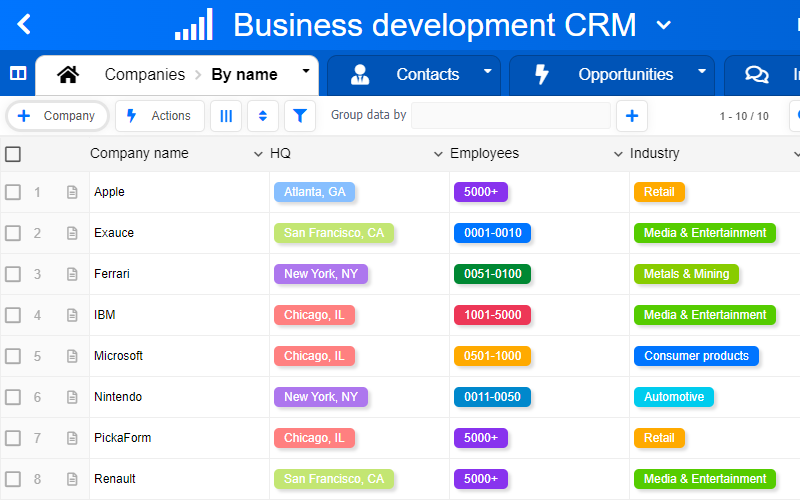 Business development CRM
Companies > By name Contacts Opportunities
Company Actions Group data by 1 - 10 / 10
Company name HQ Employees Industry
1 Apple Atlanta, GA 5000+ Retail
2 Exauce San Francisco, CA 0001-0010 Media & Entertainment
3 Ferrari New York, NY 0051-0100 Metals & Mining
4 IBM Chicago, IL 1001-5000 Media & Entertainment
5 Microsoft Chicago, IL 0501-1000 Consumer products
6 Nintendo New York, NY 0011-0050 Automotive
7 PickaForm Chicago, IL 5000+ Retail
8 Renault San Francisco, CA 5000+ Media & Entertainment